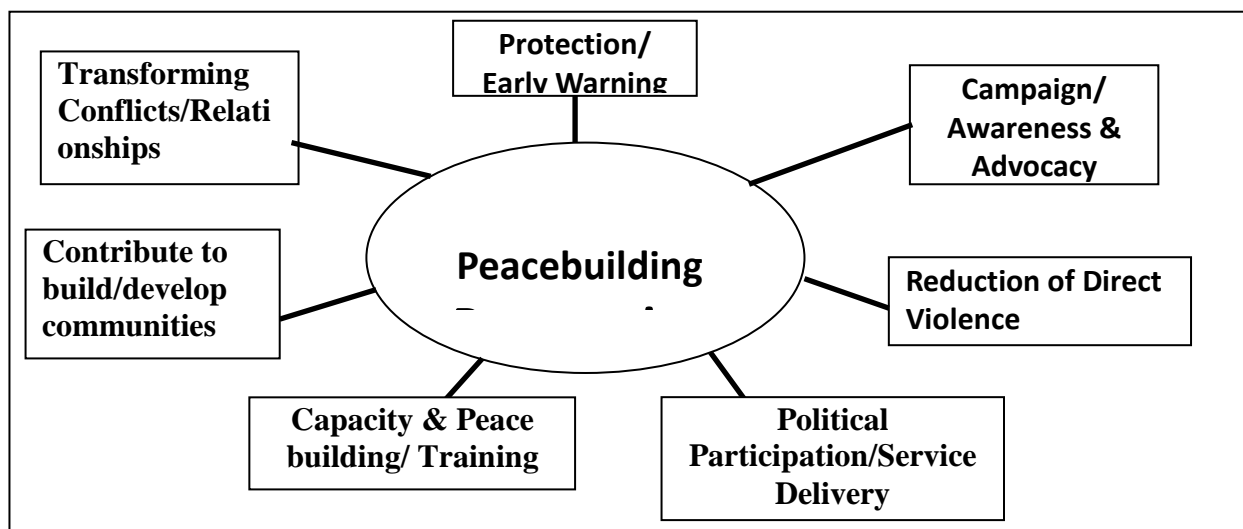 Protection/
Early Warning
Transforming
Conflicts/Relati
onships
Campaign/
Awareness &
Advocacy
Contribute to
build/develop
communities
Peacebuilding
Reduction of Direct
Violence
Capacity & Peace
building/ Training
Political
Participation/Service
Delivery